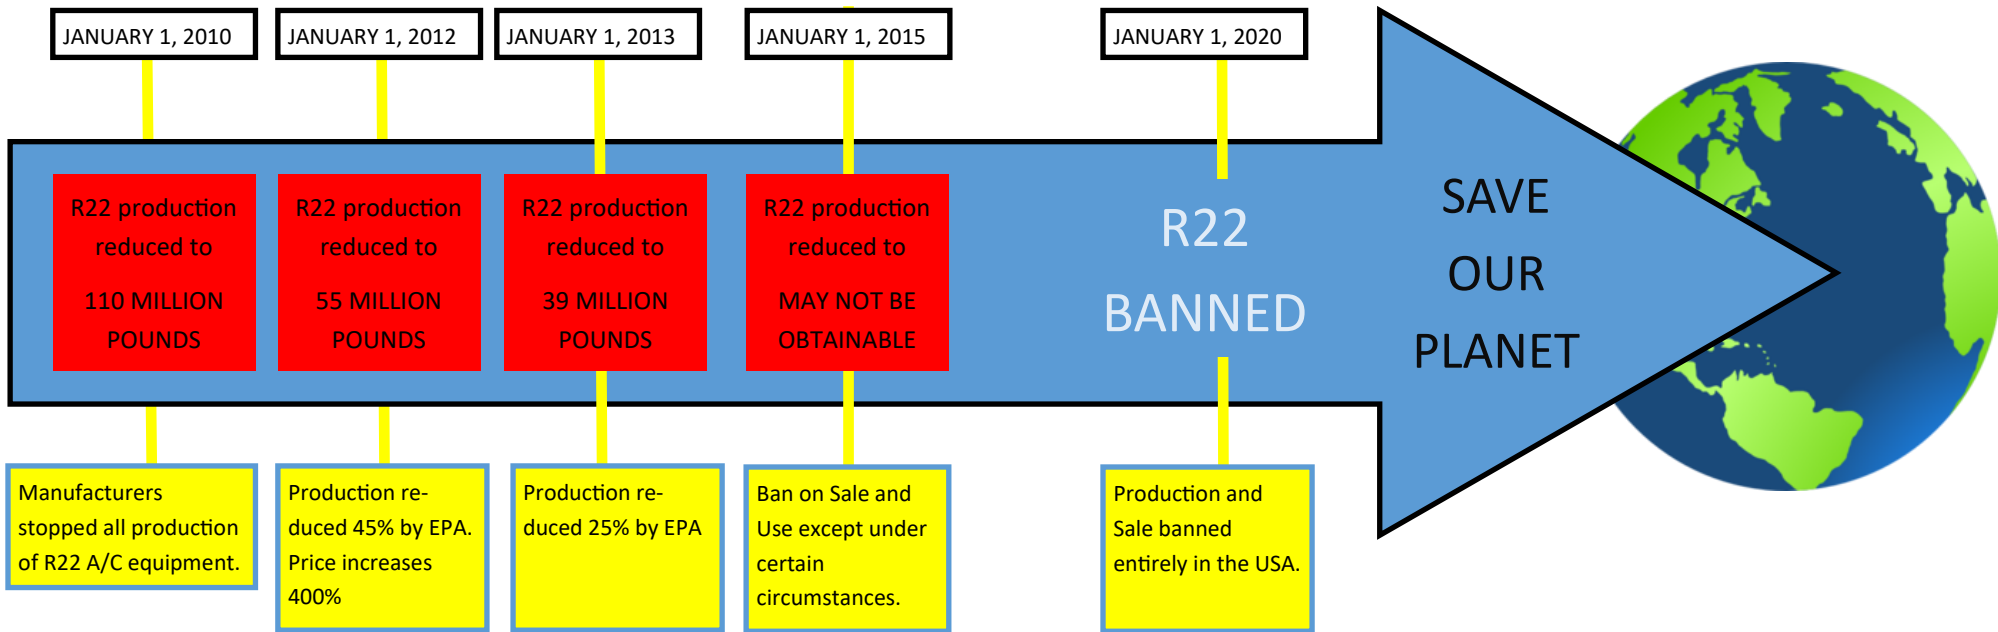 JANUARY 1, 2010
JANUARY 1, 2012
JANUARY 1, 2013
JANUARY 1, 2015
JANUARY 1, 2020
R22 production
reduced to
110 MILLION
POUNDS
R22 production
reduced to
55 MILLION
POUNDS
R22 production
reduced to
39 MILLION
POUNDS
R22 production
reduced to
MAY NOT BE
OBTAINABLE
R22
BANNED
SAVE
OUR
PLANET
Manufacturers
stopped all production
of R22 A/C equipment.
Production re-
duced 45% by EPA.
Price increases
400%
Production re-
duced 25% by EPA
Ban on Sale and
Use except under
certain
circumstances.
Production and
Sale banned
entirely in the USA.